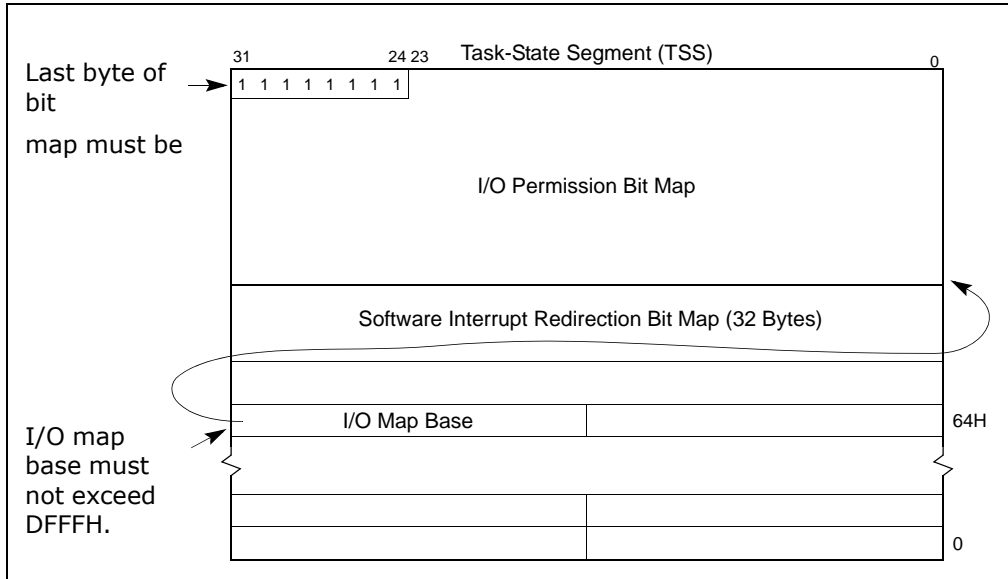 31
24 23
Task-State Segment (TSS)
0
Last byte of
bit
map must be
1 1 1 1 1 1 1 1
I/O Permission Bit Map
Software Interrupt Redirection Bit Map (32 Bytes)
I/O Map Base
64H
I/O map
base must
not exceed
DFFFH.
0